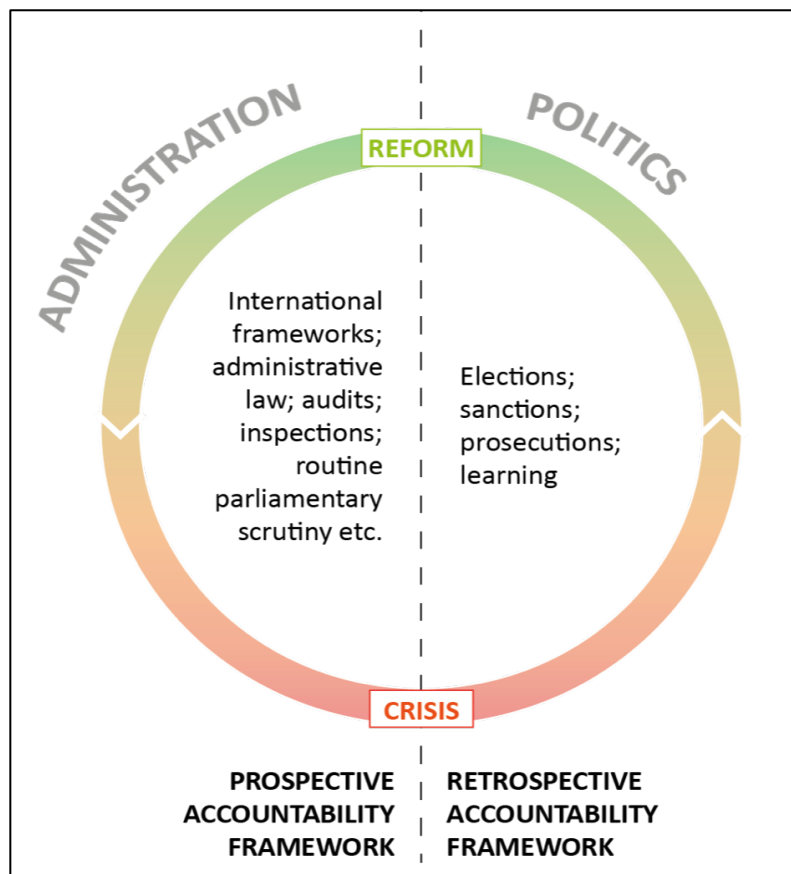 ADMINISTRATION
POLITICS
REFORM
International
frameworks;
administrative
law; audits;
inspections;
routine
parliamentary
scrutiny etc.
Elections;
sanctions;
prosecutions;
learning
CRISIS
PROSPECTIVE
ACCOUNTABILITY
FRAMEWORK
RETROSPECTIVE
ACCOUNTABILITY
FRAMEWORK